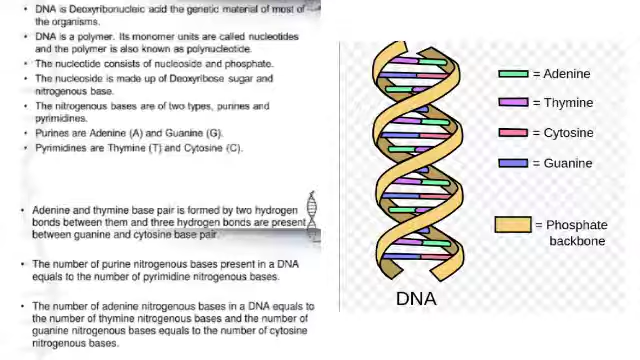 • DNA is Deoxyribonucleic acid the genetic material of most of
the organisms.
• DNA is a polymer. Its monomer units are called nucleotides
and the polymer is also known as polynucleotide.
• The nucleotide consists of nucleoside and phosphate.
• The nucleoside is made up of Deoxyribose sugar and
nitrogenous base.
• The nitrogenous bases are of two types, purines and
pyrimidines.
• Purines are Adenine (A) and Guanine (G).
• Pyrimidines are Thymine (T) and Cytosine (C).
• Adenine and thymine base pair is formed by two hydrogen
bonds between them and three hydrogen bonds are present
between guanine and cytosine base pair.
• The number of purine nitrogenous bases present in a DNA
equals to the number of pyrimidine nitrogenous bases.
• The number of adenine nitrogenous bases in a DNA equals to
the number of thymine nitrogenous bases and the number of
guanine nitrogenous bases equals to the number of cytosine
nitrogenous bases.
= Adenine
= Thymine
= Cytosine
= Guanine
= Phosphate
backbone
DNA